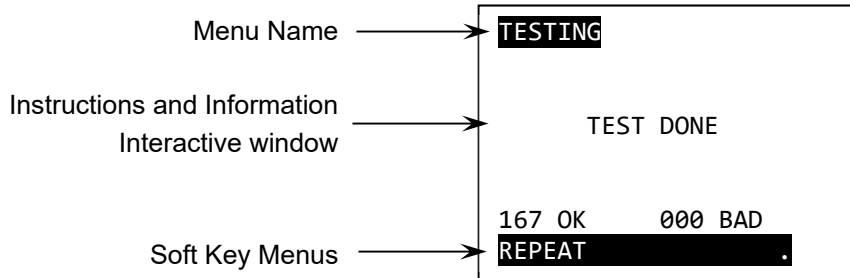 Menu Name
TESTING
Instructions and Information
Interactive window
TEST DONE
167 OK 000 BAD
Soft Key Menus
REPEAT .